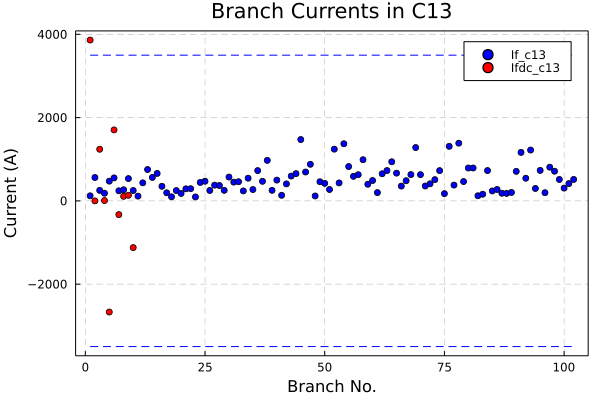 Branch Currents in C13
If_c13
Ifdc_c13
Current (A)
4000
2000
0
−2000
0
25
50
75
100
Branch No.